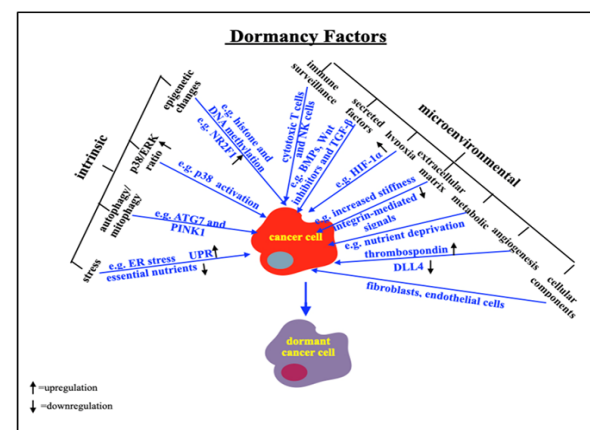 Dormancy Factors
intrinsic
epigenetic
changes
p38/ERK
ratio
autophagy/
mitophagy
stress
e.g. histone and
DNA methylation
e.g. NR2F1
e.g. p38 activation
e.g. ATG7 and
PINK1
e.g. ER stress UPR
essential nutrients
microenvironmental
immune
surveillance
secreted
factors
hypoxia
extracellular
matrix
metabolic
angiogenesis
cellular
components
cytotoxic T cells
and NK cells
e.g. BMPs, Wnt
inhibitors and TGF-β
e.g. HIF-1α
e.g. increased stiffness
integrin-mediated
signals
e.g. nutrient deprivation
thrombospondin
DLL4
fibroblasts, endothelial cells
cancer cell
dormant
cancer cell
=upregulation
=downregulation